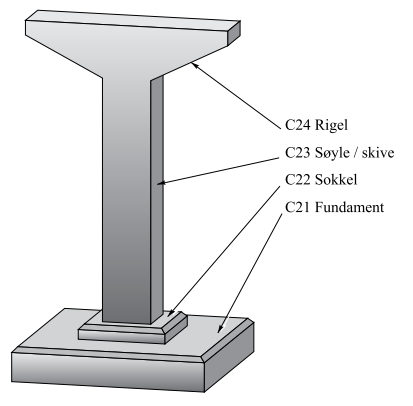 C24 Rigel
C23 Søyle / skive
C22 Sokkel
C21 Fundament